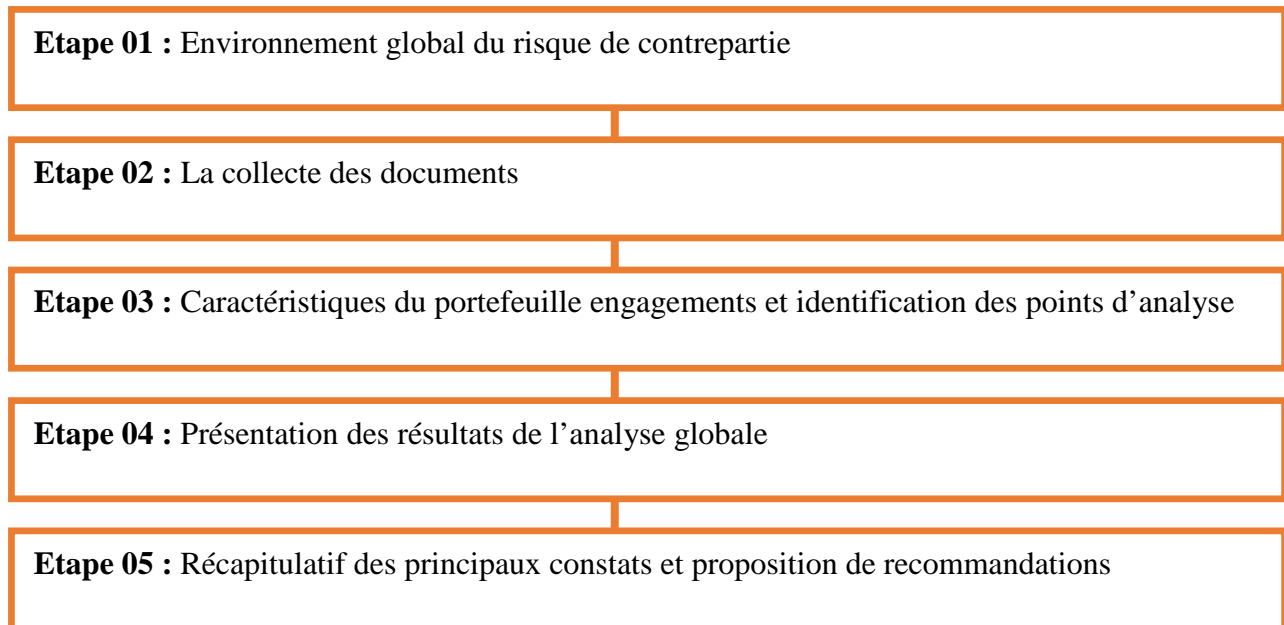 Etape 01 : Environnement global du risque de contrepartie
Etape 02 : La collecte des documents
Etape 03 : Caractéristiques du portefeuille engagements et identification des points d’analyse
Etape 04 : Présentation des résultats de l’analyse globale
Etape 05 : Récapitulatif des principaux constats et proposition de recommandations